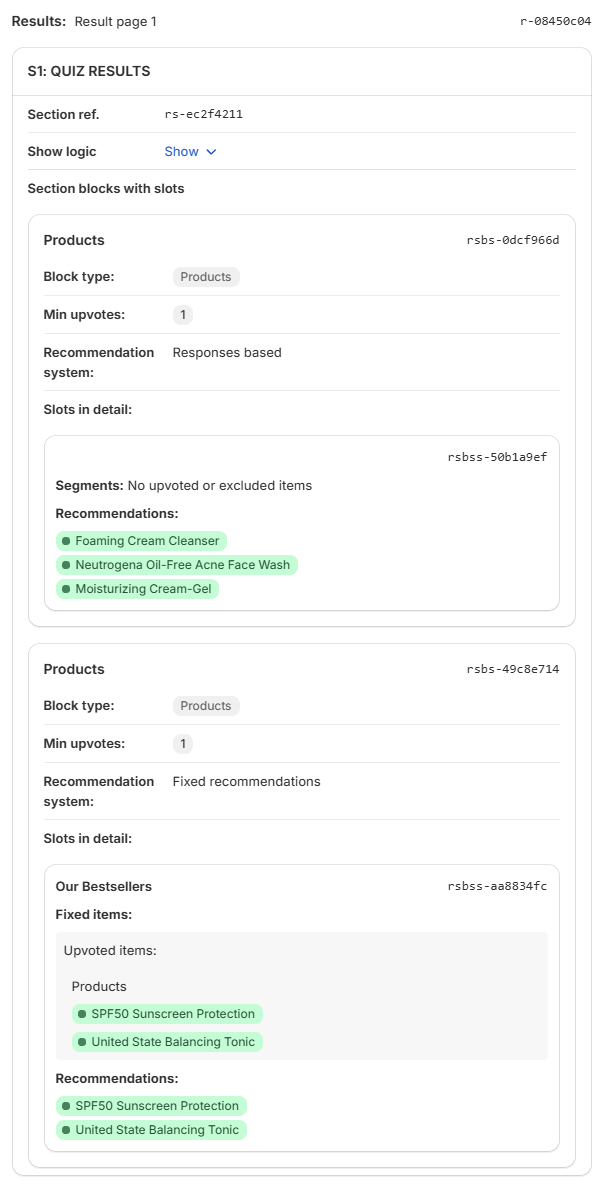 Results: Result page 1 r-08450c04
S1: QUIZ RESULTS
Section ref. rs-ec2f4211
Show logic Show
Section blocks with slots
Products rsbs-0dcf966d
Block type: Products
Min upvotes: 1
Recommendation system: Responses based
Slots in detail:
rsbss-50b1a9ef
Segments: No upvoted or excluded items
Recommendations:
Foaming Cream Cleanser
Neutrogena Oil-Free Acne Face Wash
Moisturizing Cream-Gel
Products rsbs-49c8e714
Block type: Products
Min upvotes: 1
Recommendation system: Fixed recommendations
Slots in detail:
Our Bestsellers rsbss-aa8834fc
Fixed items:
Upvoted items:
Products
SPF50 Sunscreen Protection
United State Balancing Tonic
Recommendations:
SPF50 Sunscreen Protection
United State Balancing Tonic